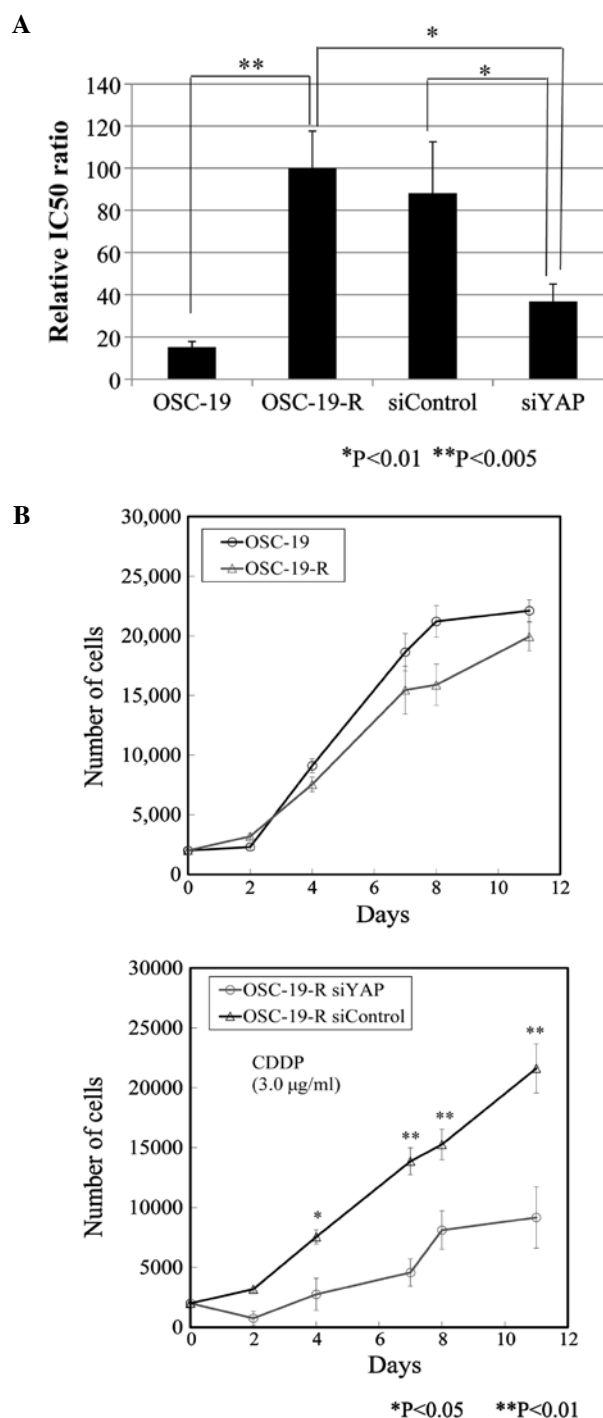 A
**
*
*
Relative IC50 ratio
140
120
100
80
60
40
20
0
OSC-19 OSC-19-R siControl siYAP
*P<0.01 **P<0.005
B
30,000
25,000
20,000
15,000
10,000
5,000
0
Number of cells
OSC-19
OSC-19-R
0 2 4 6 8 10 12
Days
30000
25000
20000
15000
10000
5000
0
Number of cells
OSC-19-R siYAP
OSC-19-R siControl
CDDP
(3.0 μg/ml)
*
**
**
**
0 2 4 6 8 10 12
Days
*P<0.05 **P<0.01